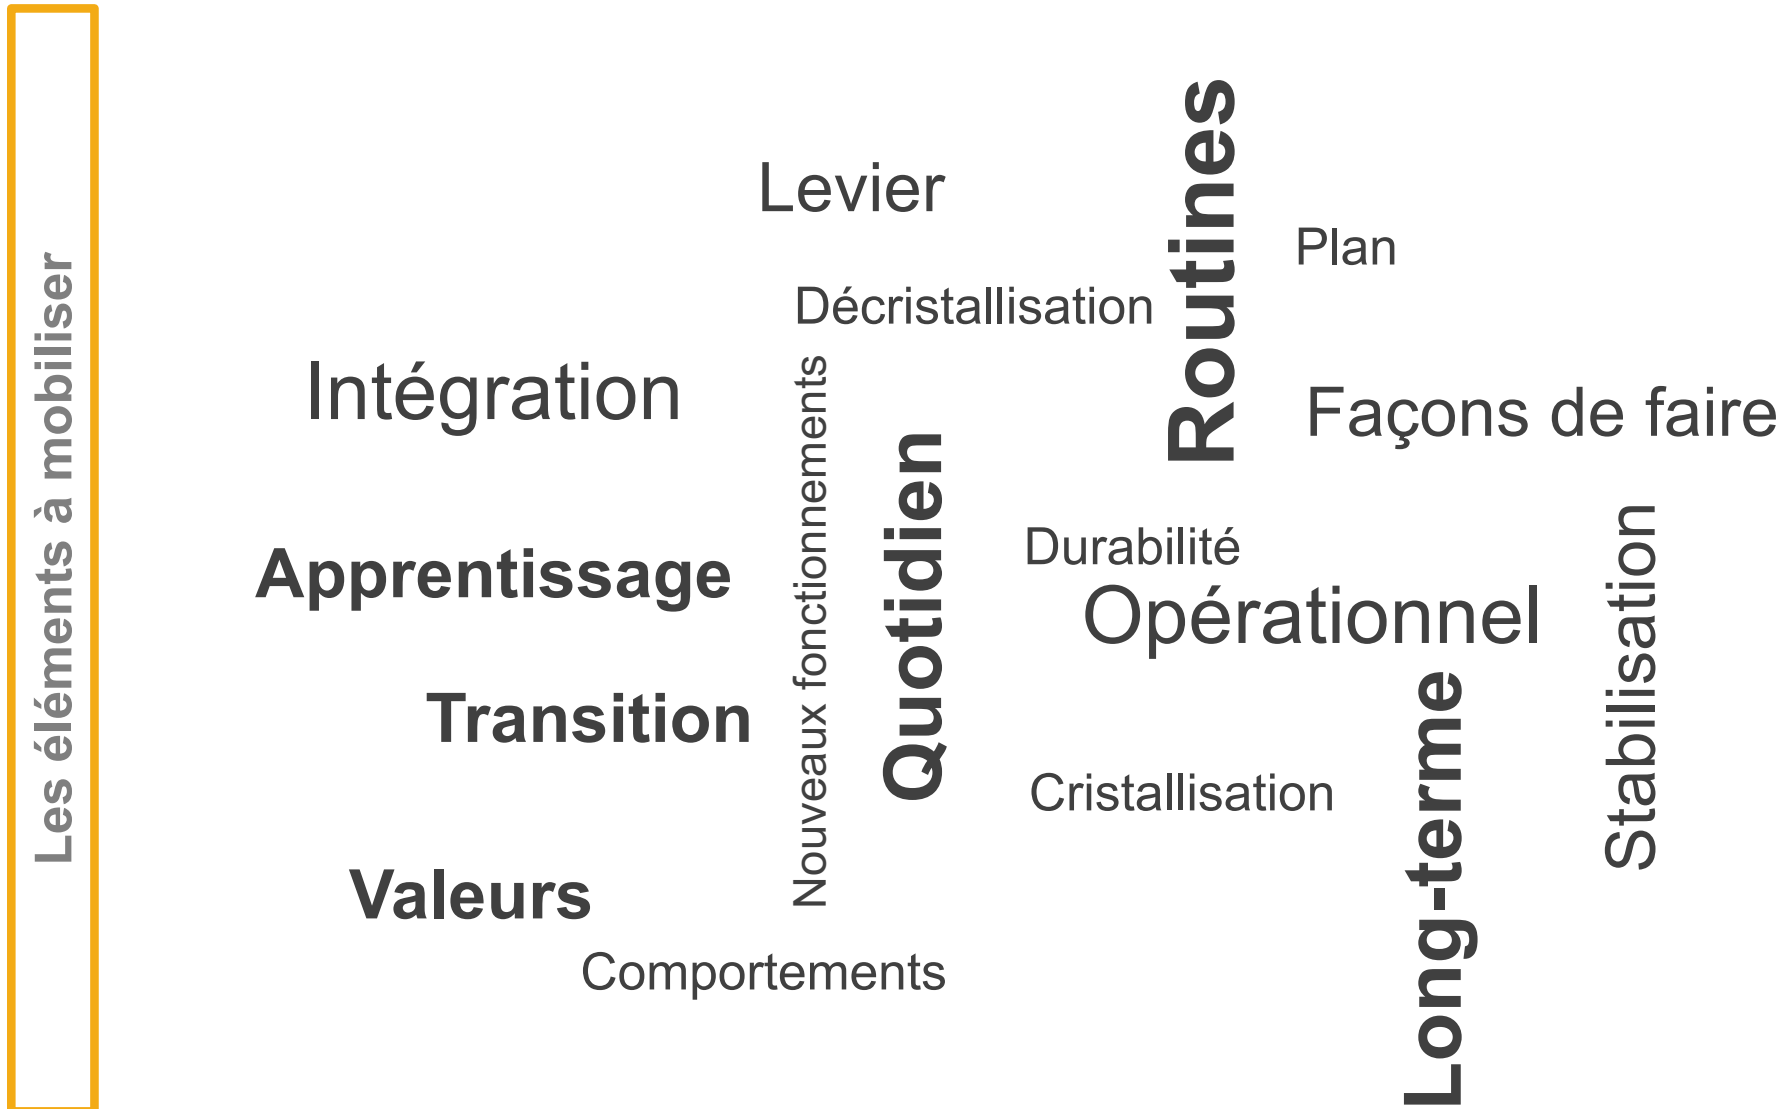 Les éléments à mobiliser
Levier
Routines
Plan
Décristallisation
Intégration
Nouveaux fonctionnements
Façons de faire
Quotidien
Durabilité
Apprentissage
Opérationnel
Stabilisation
Transition
Long-terme
Cristallisation
Valeurs
Comportements